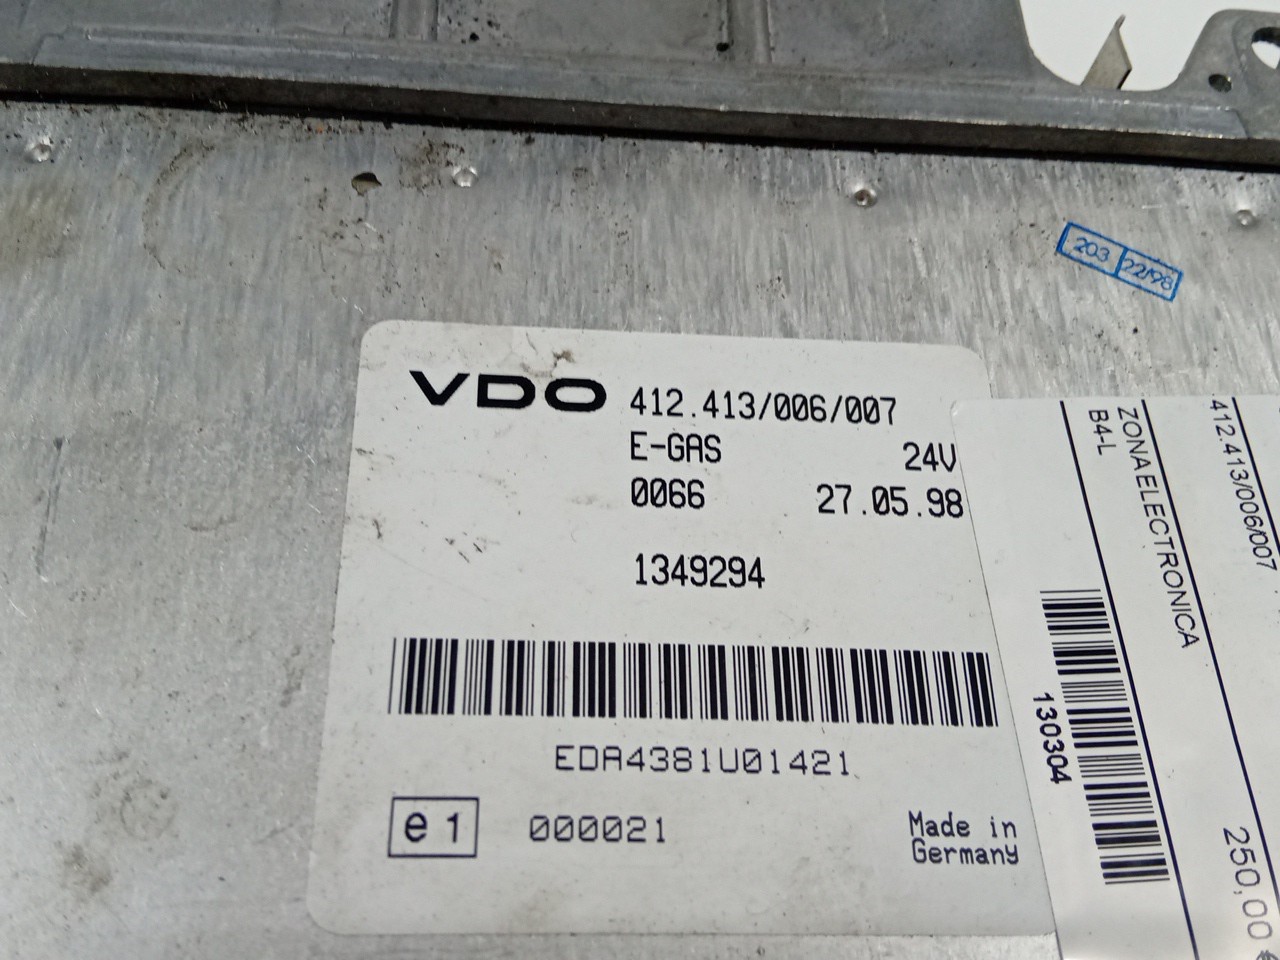 203 22/98
VDO 412.413/006/007
E-GAS 24V
0066 27.05.98
1349294
EDA4381U01421
e1 000021
Made in
Germany
412.413/006/007
ZONAELECTRONICA
B4-L
130304
250,00 €